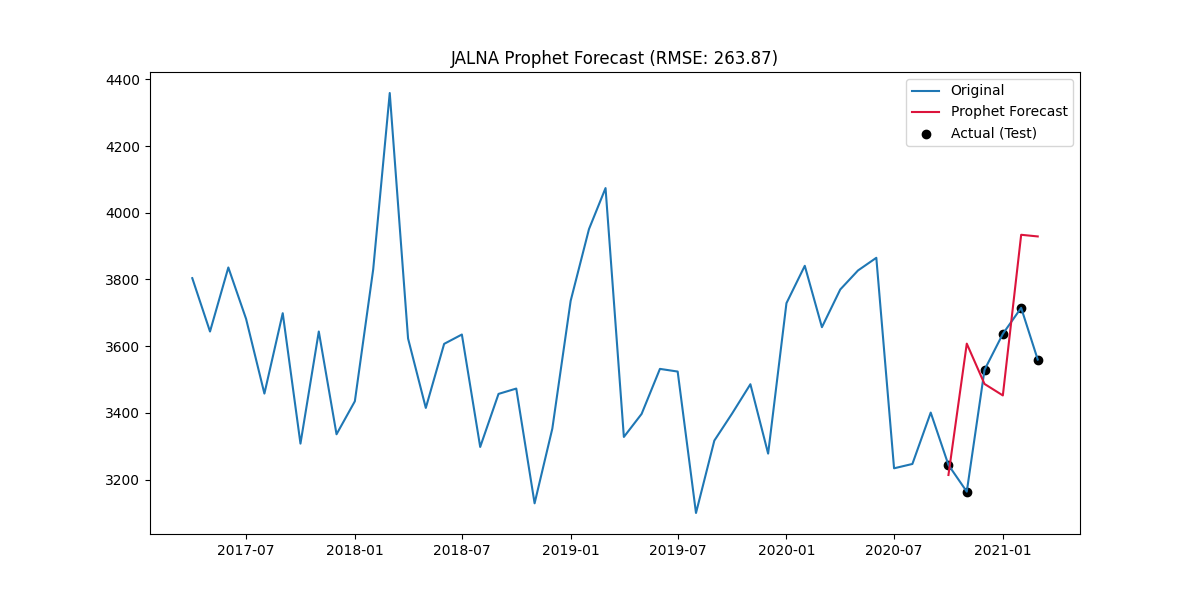 JALNA Prophet Forecast (RMSE: 263.87)
4400
4200
4000
3800
3600
3400
3200
Original
Prophet Forecast
Actual (Test)
2017-07 2018-01 2018-07 2019-01 2019-07 2020-01 2020-07 2021-01